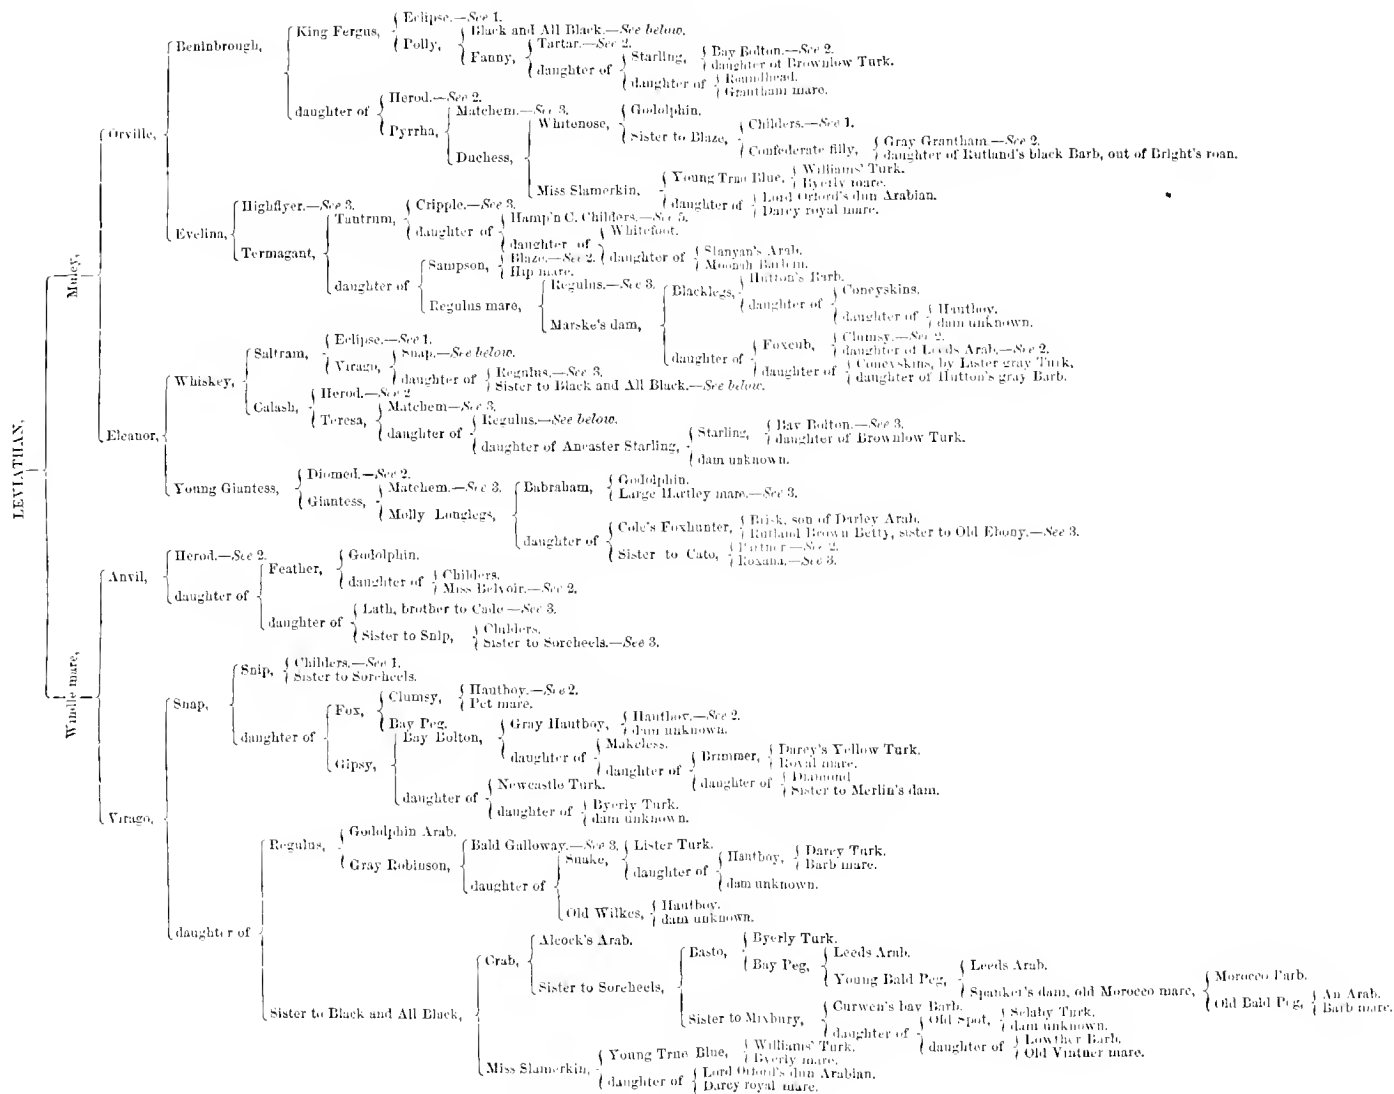 LEVIATHAN,
Muley,
Orville,
Beninbrough,
King Fergus,
Eclipse.—See 1.
Polly,
Black and All Black.—See below.
Fanny,
Tartar.—See 2.
daughter of
Starling,
Bay Bolton.—See 2.
daughter of Brownlow Turk.
daughter of
Roundhead.
Grantham mare.
daughter of
Herod.—See 2.
Pyrrha,
Matchem.—See 3.
Duchess,
Whitenose,
Godolphin.
Sister to Blaze,
Childers.—See 1.
Confederate filly,
Gray Grantham.—See 2.
daughter of Rutland's black Barb, out of Bright's roan.
Miss Slamerkin,
Young True Blue,
Williams' Turk.
Byerly mare.
daughter of
Lord Orford's dun Arabian.
Darcy royal mare.
Evelina,
Highflyer.—See 3.
Termagant,
Tantrum,
Cripple.—See 3.
daughter of
Hamp'n C. Childers.—See 5.
daughter of
Whitefoot.
daughter of
Stanyan's Arab.
Moonah Barb m.
daughter of
Sampson,
Blaze.—See 2.
Hip mare.
Regulus mare,
Regulus.—See 3.
Marske's dam,
Blacklegs,
Hutton's Barb.
daughter of
Coneyskins.
daughter of
Hautboy.
dam unknown.
daughter of
Foxcub,
Clumsy.—See 2.
daughter of Leeds Arab.—See 2.
daughter of
Coneyskins, by Lister gray Turk,
daughter of Hutton's gray Barb.
Eleanor,
Whiskey,
Saltram,
Eclipse.—See 1.
Virago,
Snap.—See below.
daughter of
Regulus.—See 3.
Sister to Black and All Black.—See below.
Calash,
Herod.—See 2
Teresa,
Matchem—See 3.
daughter of
Regulus.—See below.
daughter of Ancaster Starling,
Starling,
Bay Bolton.—See 3.
daughter of Brownlow Turk.
dam unknown.
Young Giantess,
Diomed.—See 2.
Giantess,
Matchem.—See 3.
Molly Longlegs,
Babraham,
Godolphin.
Large Hartley mare.—See 3.
daughter of
Cole's Foxhunter,
Brisk, son of Darley Arab.
Rutland Brown Betty, sister to Old Ebony.—See 3.
Sister to Cato,
Partner—See 2.
Roxana.—See 3.
Windle mare,
Anvil,
Herod.—See 2.
daughter of
Feather,
Godolphin.
daughter of
Childers.
Miss Belvoir.—See 2.
daughter of
Lath, brother to Cade—See 3.
Sister to Snip,
Childers.
Sister to Soreheels.—See 3.
Virago,
Snap,
Snip,
Childers.—See 1.
Sister to Soreheels.
daughter of
Fox,
Clumsy,
Hautboy.—See 2.
Pet mare.
Bay Peg.
Gipsy,
Bay Bolton,
Gray Hautboy,
Hautboy.—See 2.
dam unknown.
daughter of
Makeless.
daughter of
Brimmer,
Darcy's Yellow Turk.
Royal mare.
daughter of
Diamond
Sister to Merlin's dam.
daughter of
Newcastle Turk.
daughter of
Byerly Turk.
dam unknown.
daughter of
Regulus,
Godolphin Arab.
Gray Robinson,
Bald Galloway.—See 3.
daughter of
Snake,
Lister Turk.
daughter of
Hautboy,
Darcy Turk.
Barb mare.
dam unknown.
Old Wilkes,
Hautboy.
dam unknown.
Sister to Black and All Black,
Crab,
Alcock's Arab.
Sister to Soreheels,
Basto,
Byerly Turk.
Bay Peg,
Leeds Arab.
Young Bald Peg,
Leeds Arab.
Spanker's dam, old Morocco mare,
Morocco Barb.
Old Bald Peg,
An Arab.
Barb mare.
Sister to Mixbury,
Curwen's bay Barb.
daughter of
Old Spot,
Selaby Turk.
dam unknown.
daughter of
Lowther Barb.
Old Vintner mare.
Miss Slamerkin,
Young True Blue,
Williams' Turk.
Byerly mare.
daughter of
Lord Orford's dun Arabian.
Darcy royal mare.